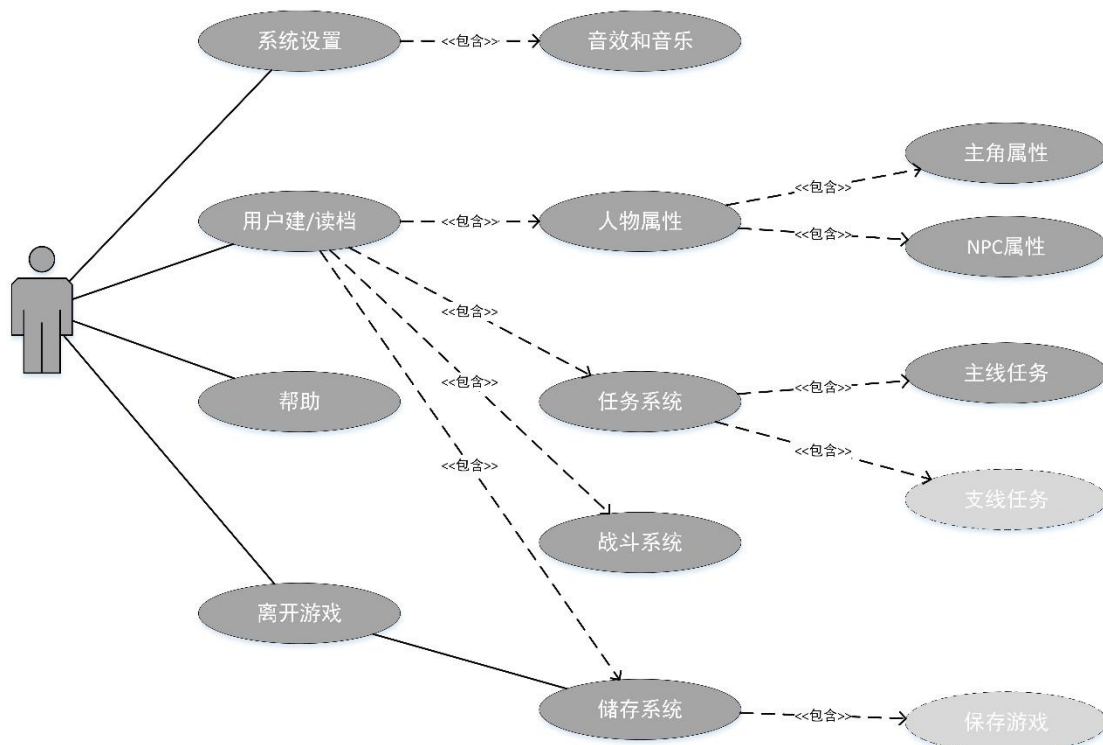 系统设置
<<包含>>
音效和音乐
主角属性
<<包含>>
用户建/读档
<<包含>>
人物属性
<<包含>>
NPC属性
<<包含>>
主线任务
<<包含>>
帮助
<<包含>>
任务系统
<<包含>>
<<包含>>
支线任务
战斗系统
离开游戏
储存系统
<<包含>>
保存游戏